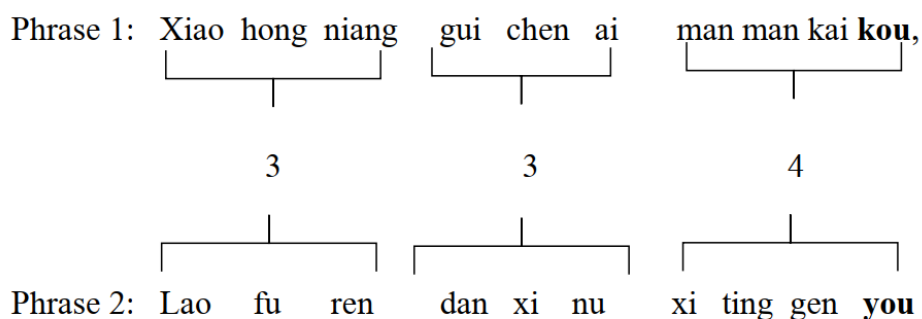 Phrase 1: Xiao hong niang gui chen ai man man kai kou,
3 3 4
Phrase 2: Lao fu ren dan xi nu xi ting gen you